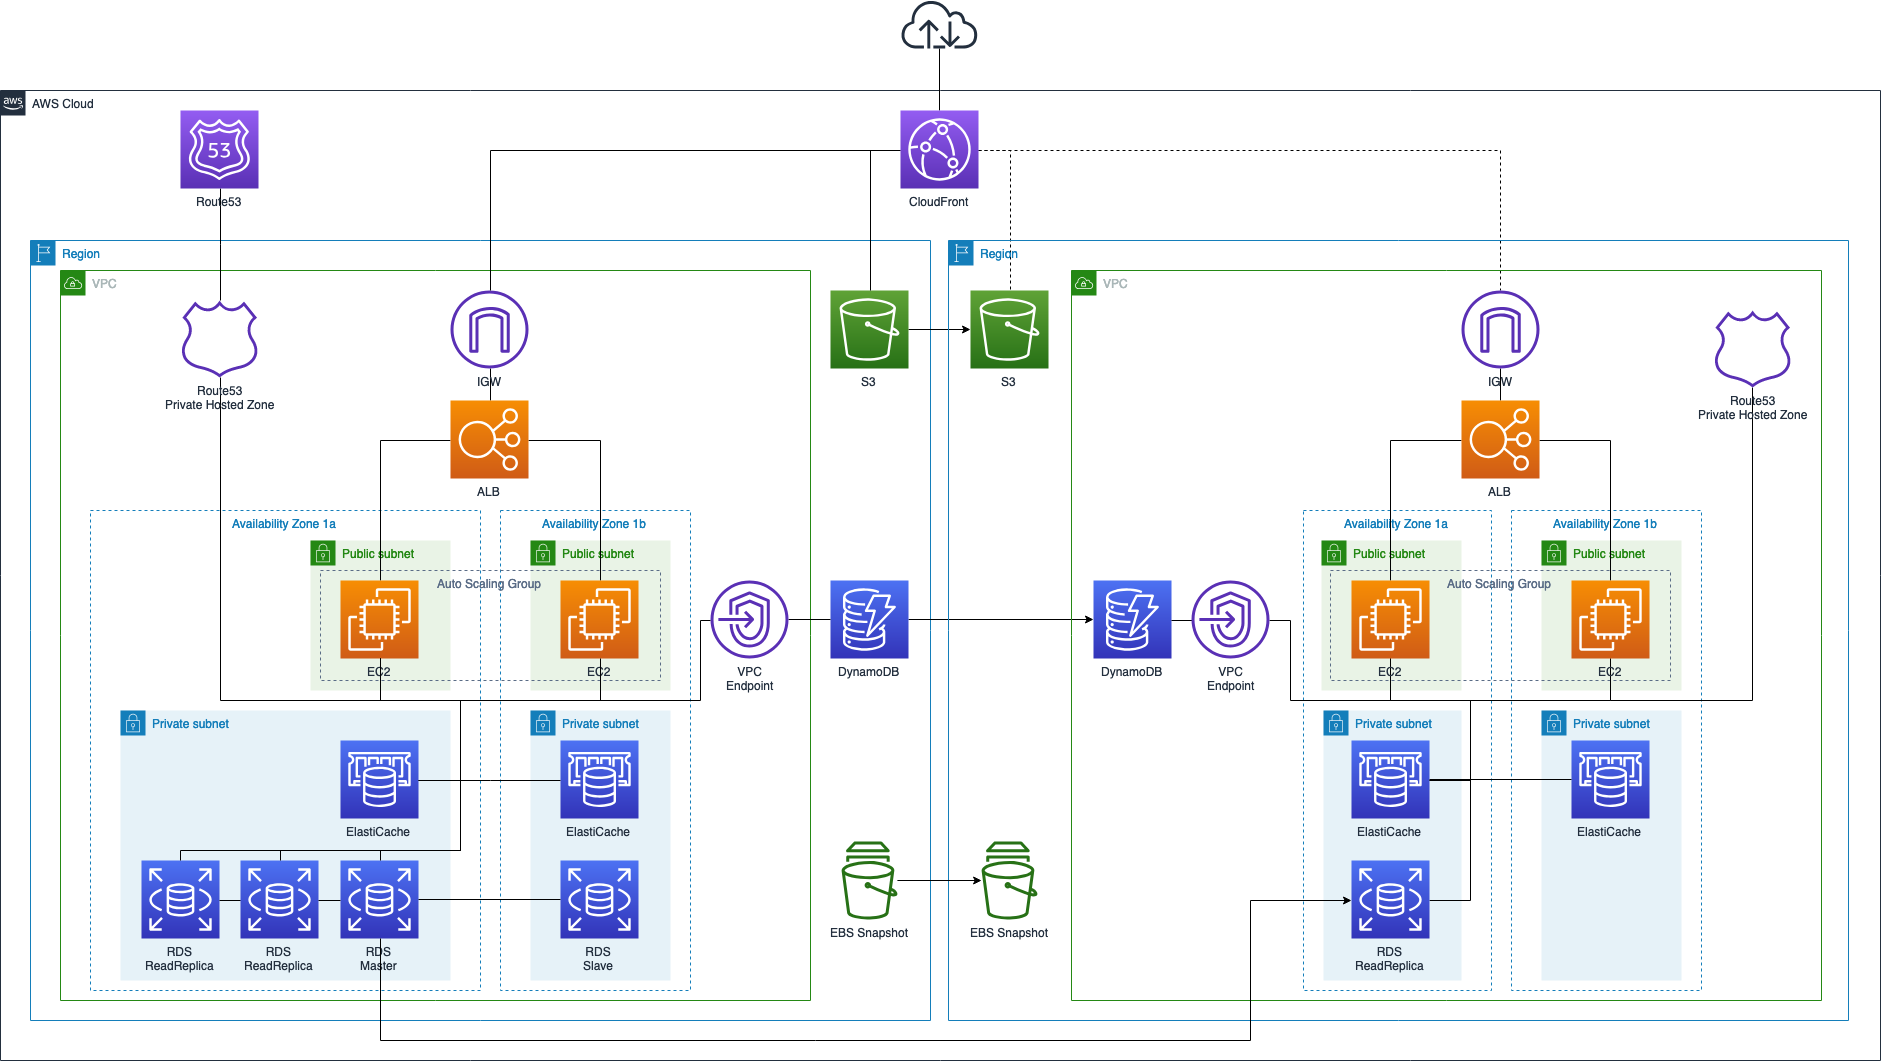 aws
AWS Cloud
53
Route53
CloudFront
Region
VPC
Route53
Private Hosted Zone
IGW
ALB
S3
Availability Zone 1a
Availability Zone 1b
Public subnet
Public subnet
Auto Scaling Group
EC2
EC2
VPC
Endpoint
DynamoDB
Private subnet
Private subnet
ElastiCache
ElastiCache
RDS
ReadReplica
RDS
ReadReplica
RDS
Master
RDS
Slave
EBS Snapshot
Region
VPC
S3
IGW
Route53
Private Hosted Zone
ALB
Availability Zone 1a
Availability Zone 1b
Public subnet
Public subnet
Auto Scaling Group
DynamoDB
VPC
Endpoint
EC2
EC2
Private subnet
Private subnet
ElastiCache
ElastiCache
RDS
ReadReplica
EBS Snapshot